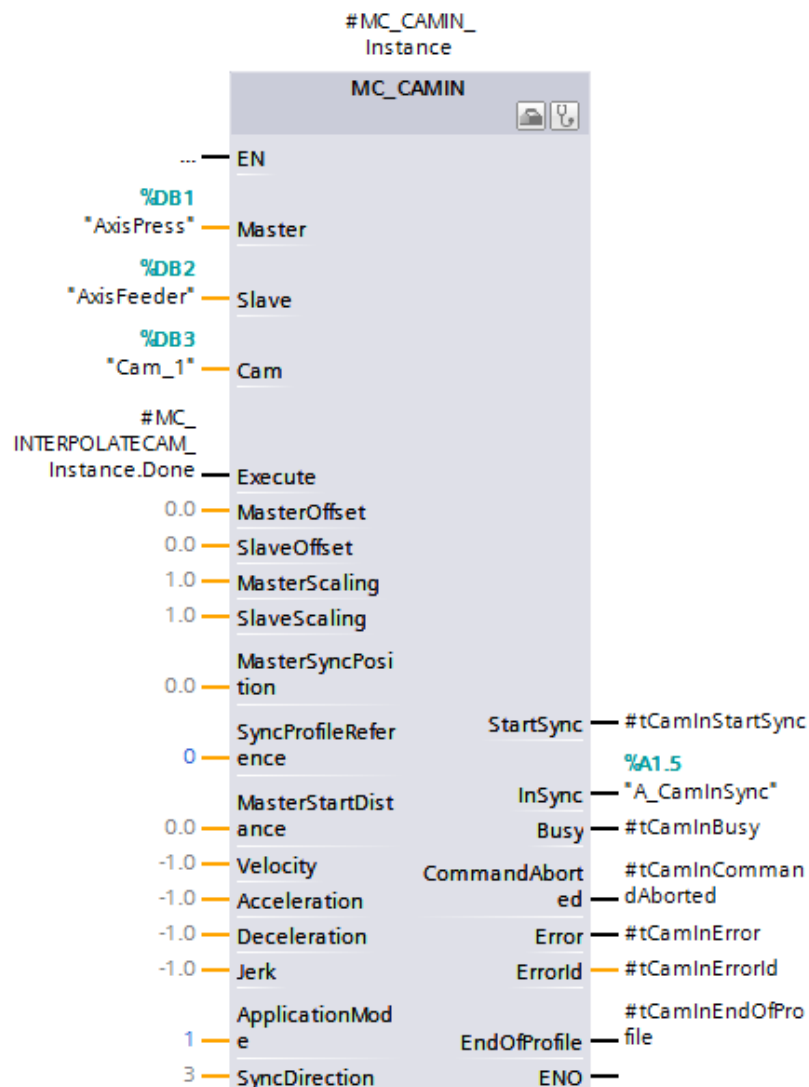 #MC_CAMIN_
Instance
MC_CAMIN
...
EN
%DB1
"AxisPress"
Master
%DB2
"AxisFeeder"
Slave
%DB3
"Cam_1"
Cam
#MC_
INTERPOLATECAM_
Instance.Done
Execute
0.0
MasterOffset
0.0
SlaveOffset
1.0
MasterScaling
1.0
SlaveScaling
MasterSyncPosi
0.0
tion
SyncProfileRefer
0
ence
StartSync
#tCamInStartSync
%A1.5
MasterStartDist
0.0
ance
InSync
"A_CamInSync"
Busy
#tCamInBusy
-1.0
Velocity
-1.0
Acceleration
CommandAbort
ed
#tCamInComman
dAborted
-1.0
Deceleration
Error
#tCamInError
-1.0
Jerk
ErrorId
#tCamInErrorId
ApplicationMod
1
e
EndOfProfile
#tCamInEndOfPro
file
3
SyncDirection
ENO